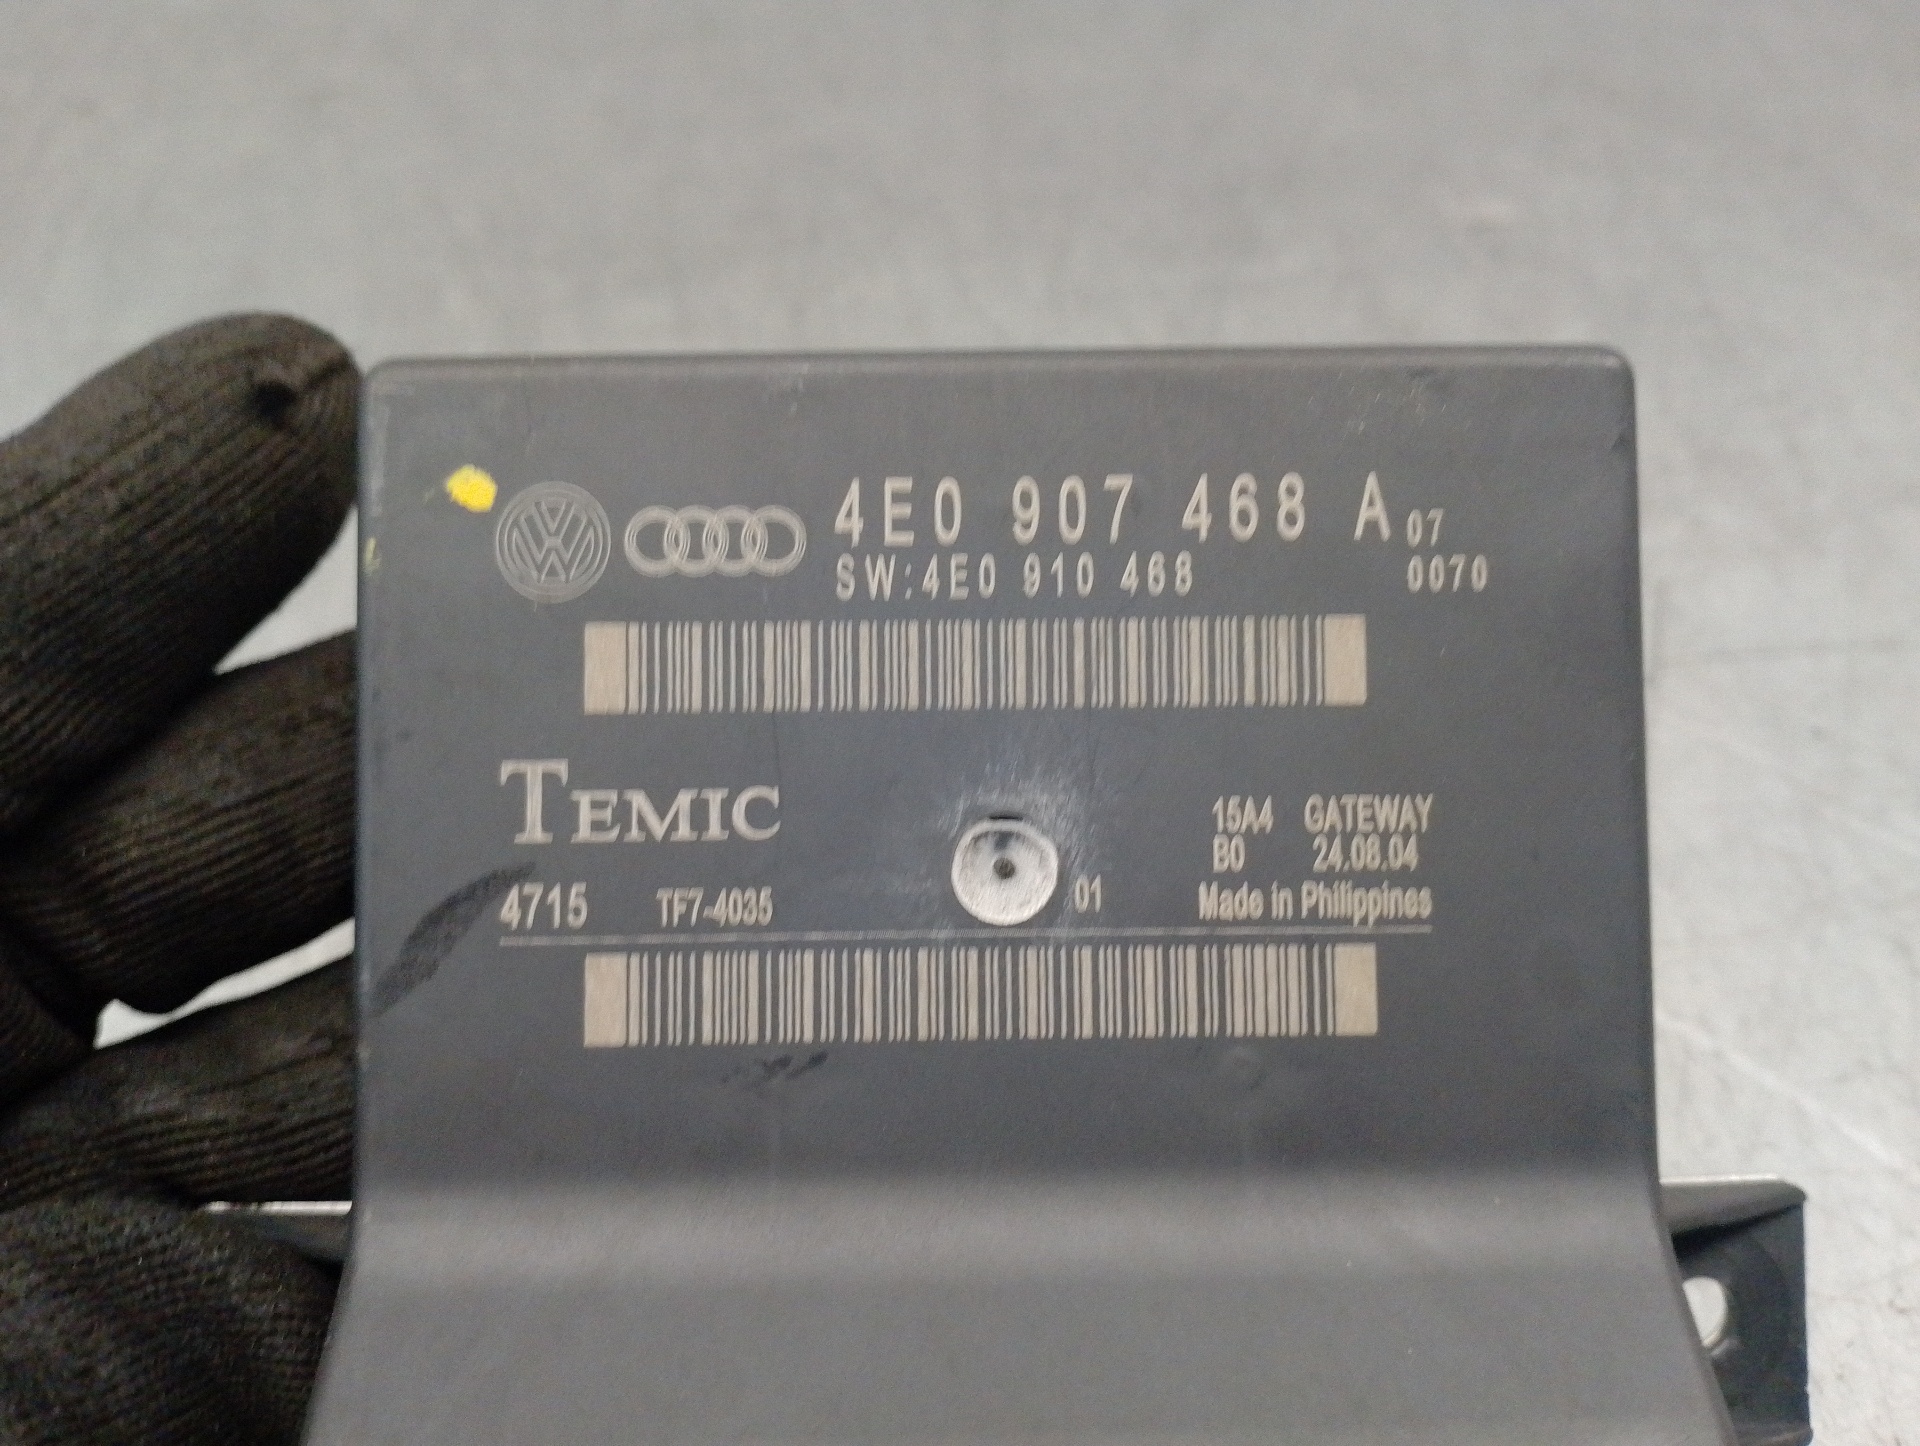 4E0 907 468 A 07
SW:4E0 910 468 0070
TEMIC
15A4 GATEWAY
B0 24.08.04
4715 TF7-4035 01 Made in Philippines